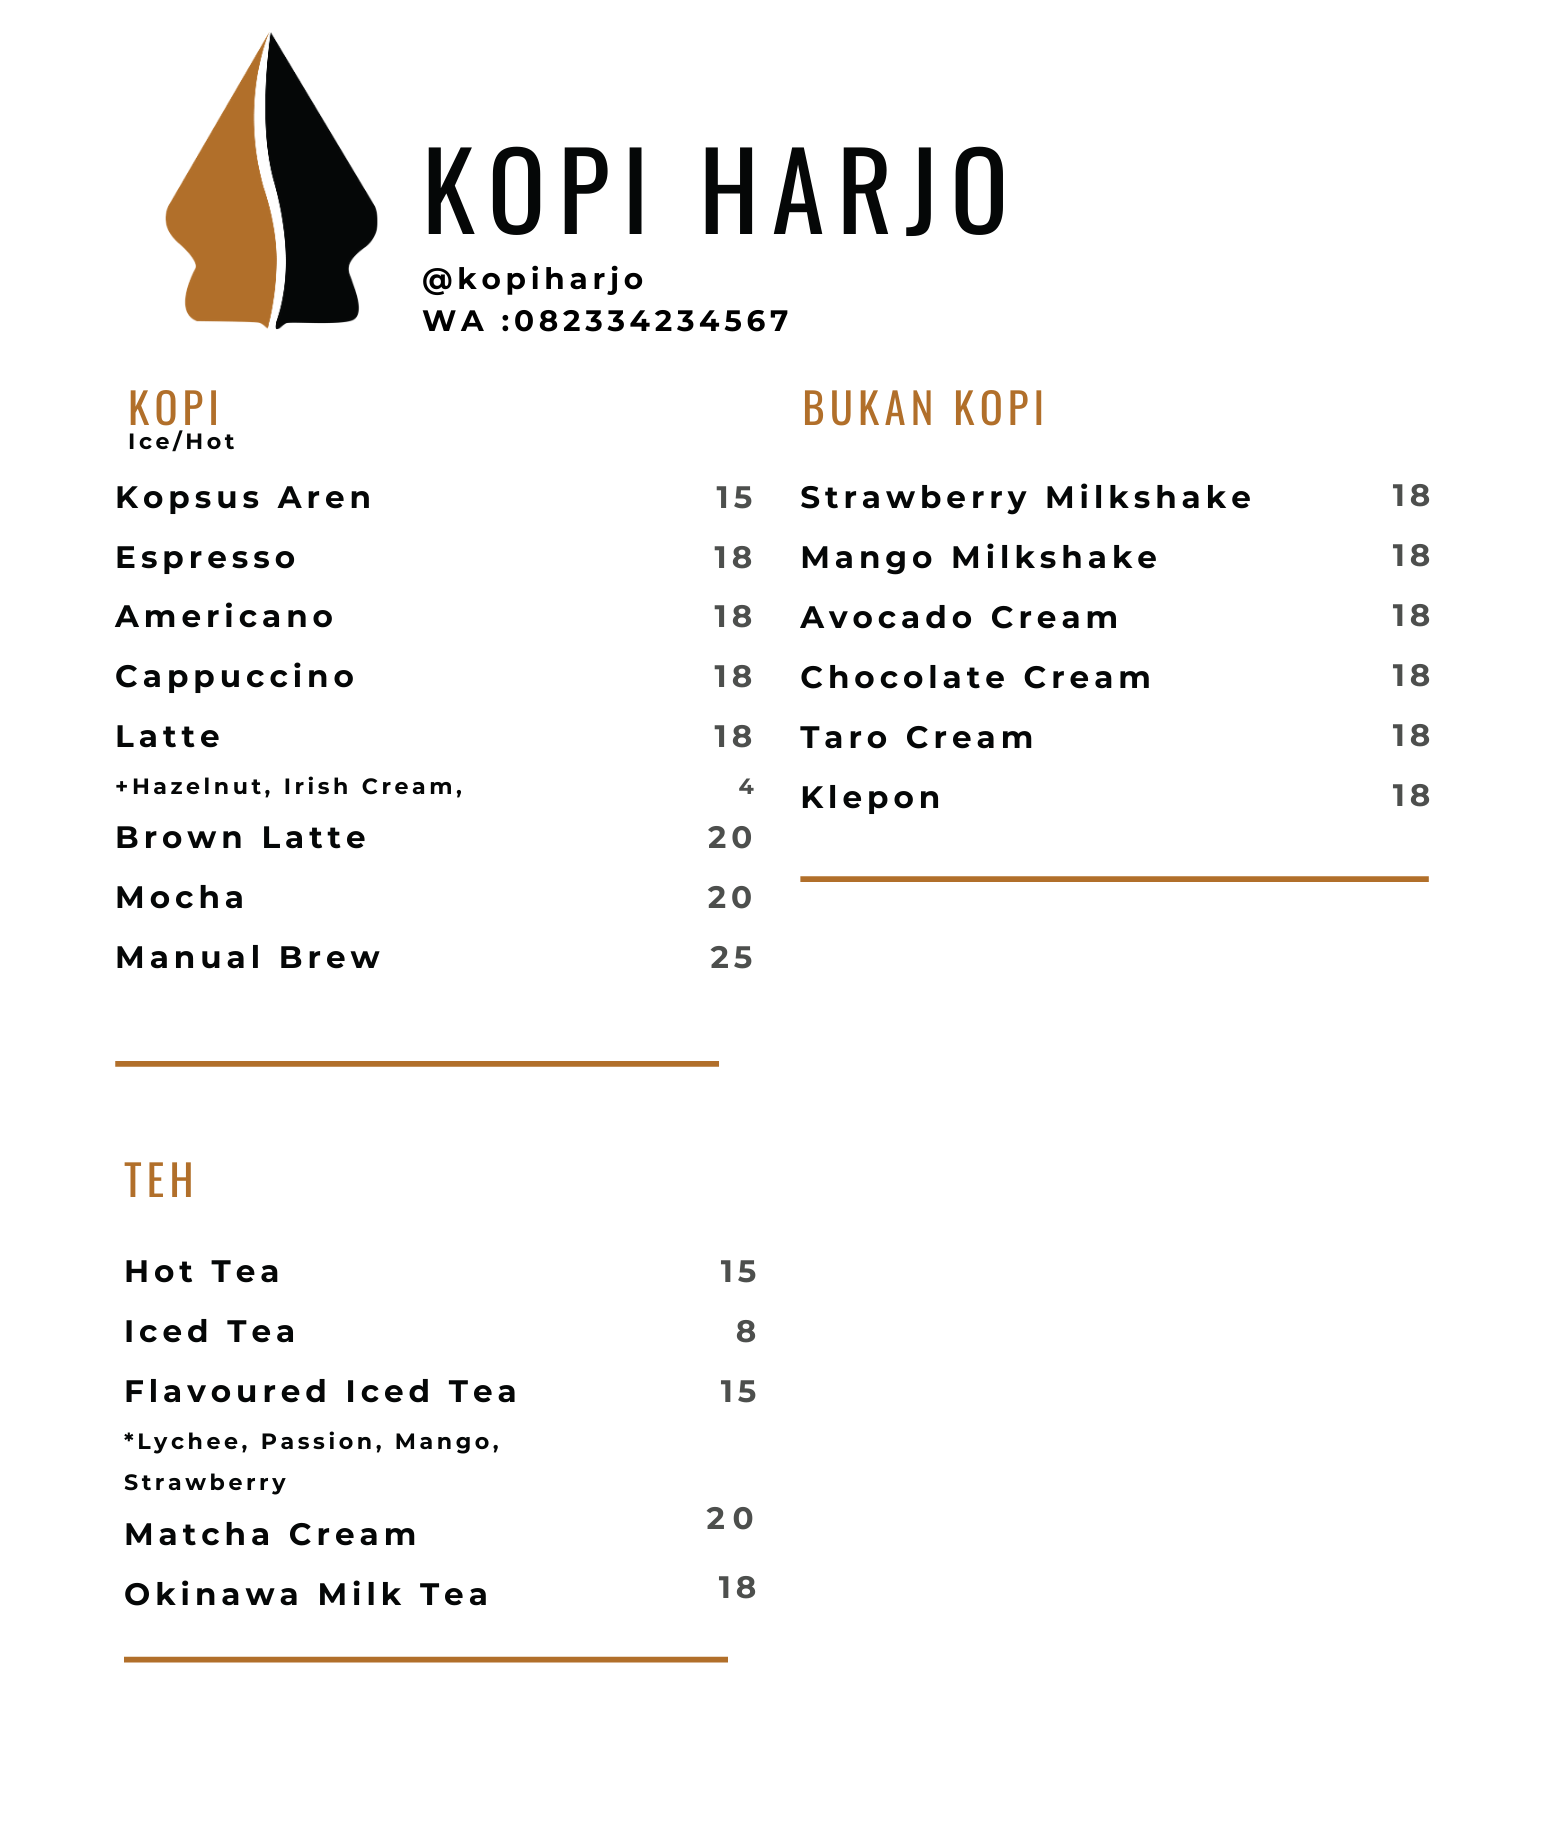 KOPI HARJO
@kopiharjo
WA :082334234567
KOPI
Ice/Hot
Kopsus Aren 15
Espresso 18
Americano 18
Cappuccino 18
Latte 18
+Hazelnut, Irish Cream, 4
Brown Latte 20
Mocha 20
Manual Brew 25
BUKAN KOPI
Strawberry Milkshake 18
Mango Milkshake 18
Avocado Cream 18
Chocolate Cream 18
Taro Cream 18
Klepon 18
TEH
Hot Tea 15
Iced Tea 8
Flavoured Iced Tea 15
*Lychee, Passion, Mango,
Strawberry
Matcha Cream 20
Okinawa Milk Tea 18